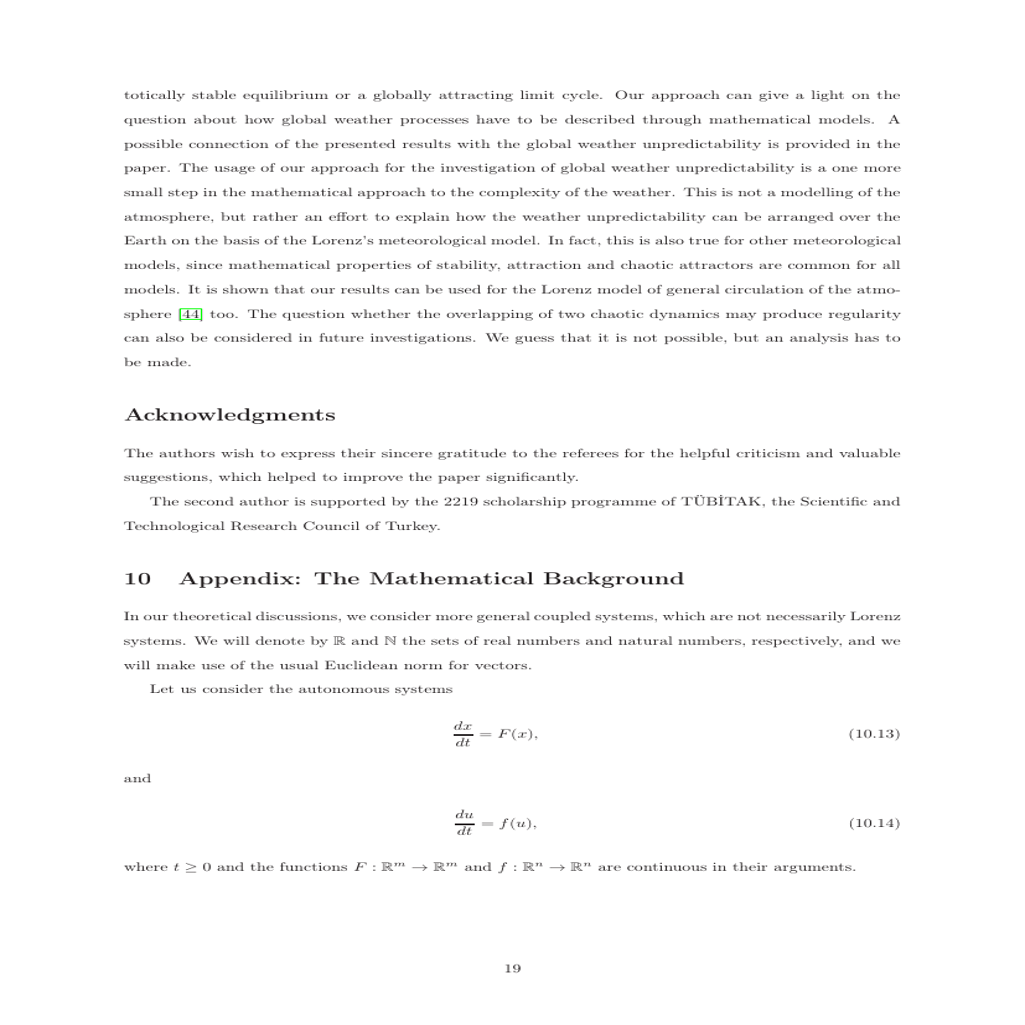 totically stable equilibrium or a globally attracting limit cycle. Our approach can give a light on the
question about how global weather processes have to be described through mathematical models. A
possible connection of the presented results with the global weather unpredictability is provided in the
paper. The usage of our approach for the investigation of global weather unpredictability is a one more
small step in the mathematical approach to the complexity of the weather. This is not a modelling of the
atmosphere, but rather an effort to explain how the weather unpredictability can be arranged over the
Earth on the basis of the Lorenz's meteorological model. In fact, this is also true for other meteorological
models, since mathematical properties of stability, attraction and chaotic attractors are common for all
models. It is shown that our results can be used for the Lorenz model of general circulation of the atmo-
sphere [44] too. The question whether the overlapping of two chaotic dynamics may produce regularity
can also be considered in future investigations. We guess that it is not possible, but an analysis has to
be made.
Acknowledgments
The authors wish to express their sincere gratitude to the referees for the helpful criticism and valuable
suggestions, which helped to improve the paper significantly.
The second author is supported by the 2219 scholarship programme of TÜBİTAK, the Scientific and
Technological Research Council of Turkey.
10 Appendix: The Mathematical Background
In our theoretical discussions, we consider more general coupled systems, which are not necessarily Lorenz
systems. We will denote by ℝ and ℕ the sets of real numbers and natural numbers, respectively, and we
will make use of the usual Euclidean norm for vectors.
Let us consider the autonomous systems
dx/dt = F(x), (10.13)
and
du/dt = f(u), (10.14)
where t ≥ 0 and the functions F : ℝᵐ → ℝᵐ and f : ℝⁿ → ℝⁿ are continuous in their arguments.
19